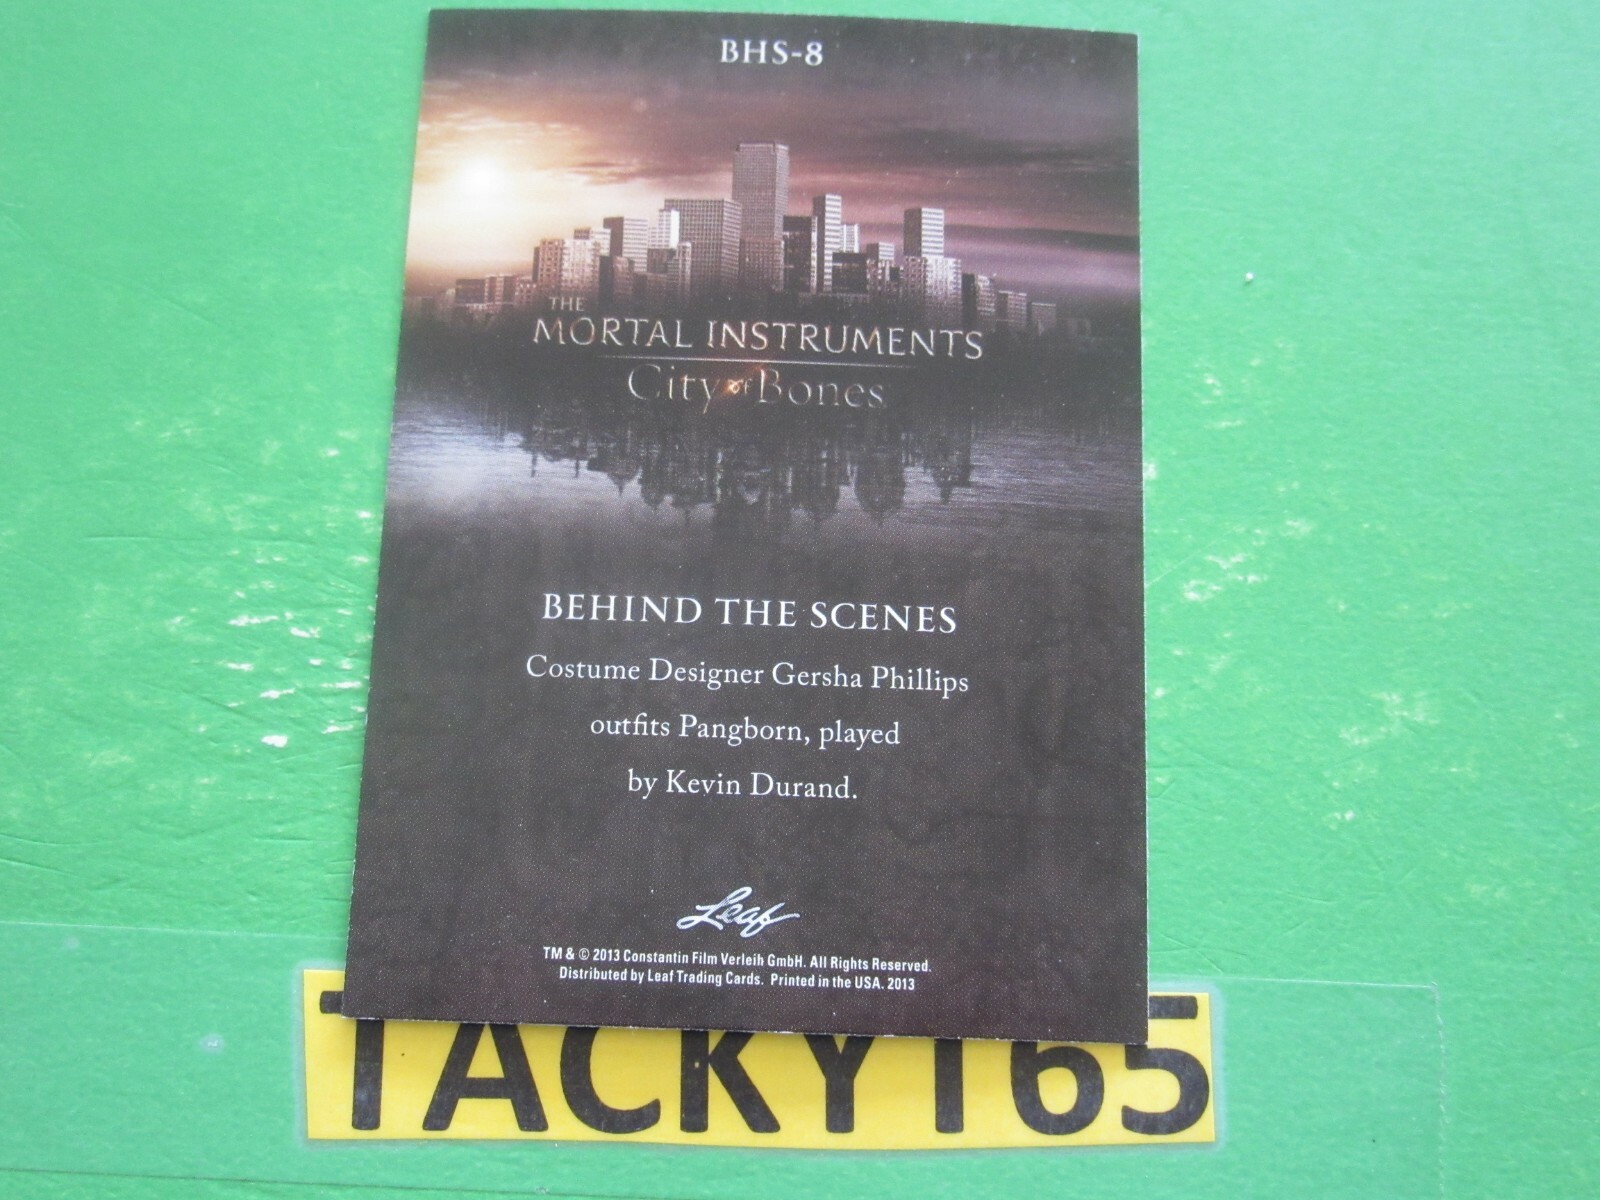 BHS-8
THE
MORTAL INSTRUMENTS
City of Bones
BEHIND THE SCENES
Costume Designer Gersha Phillips
outfits Pangborn, played
by Kevin Durand.
Leaf
TM & © 2013 Constantin Film Verleih GmbH. All Rights Reserved.
Distributed by Leaf Trading Cards. Printed in the USA. 2013
TACKYT65